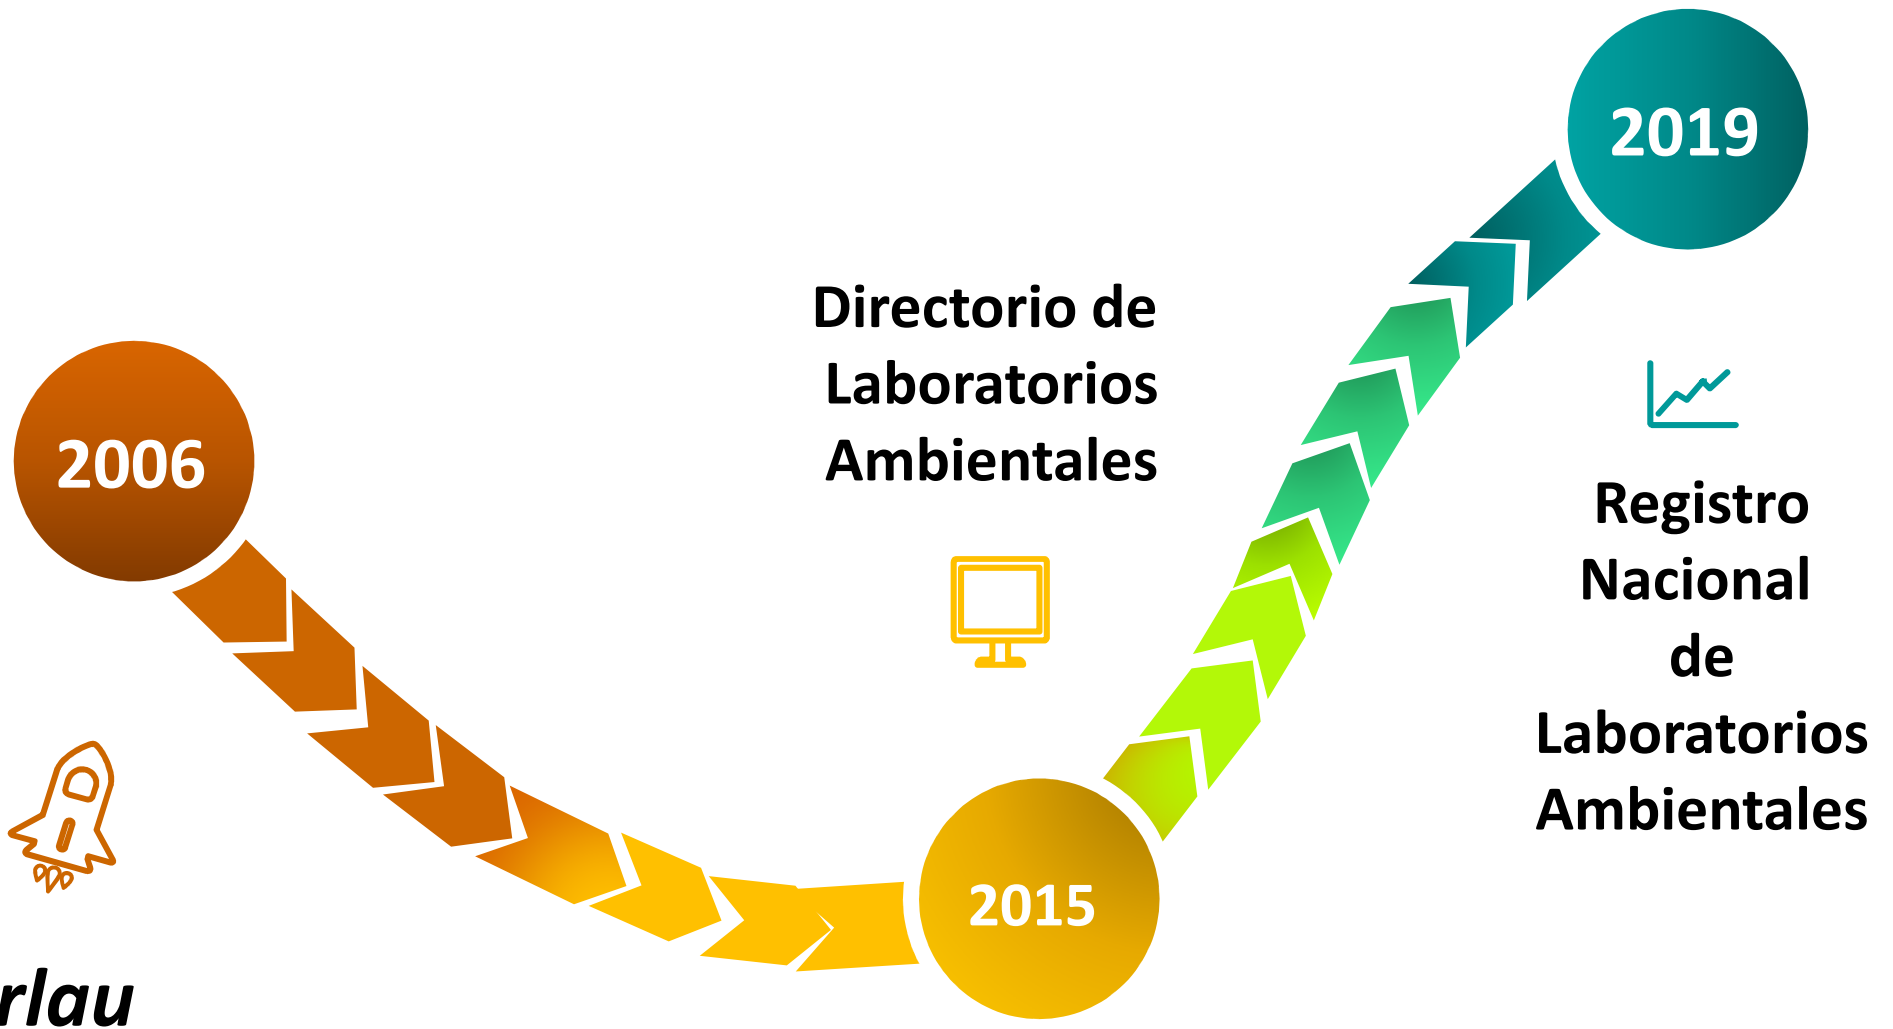 2006
rlau
Directorio de
Laboratorios
Ambientales
2015
2019
Registro
Nacional
de
Laboratorios
Ambientales